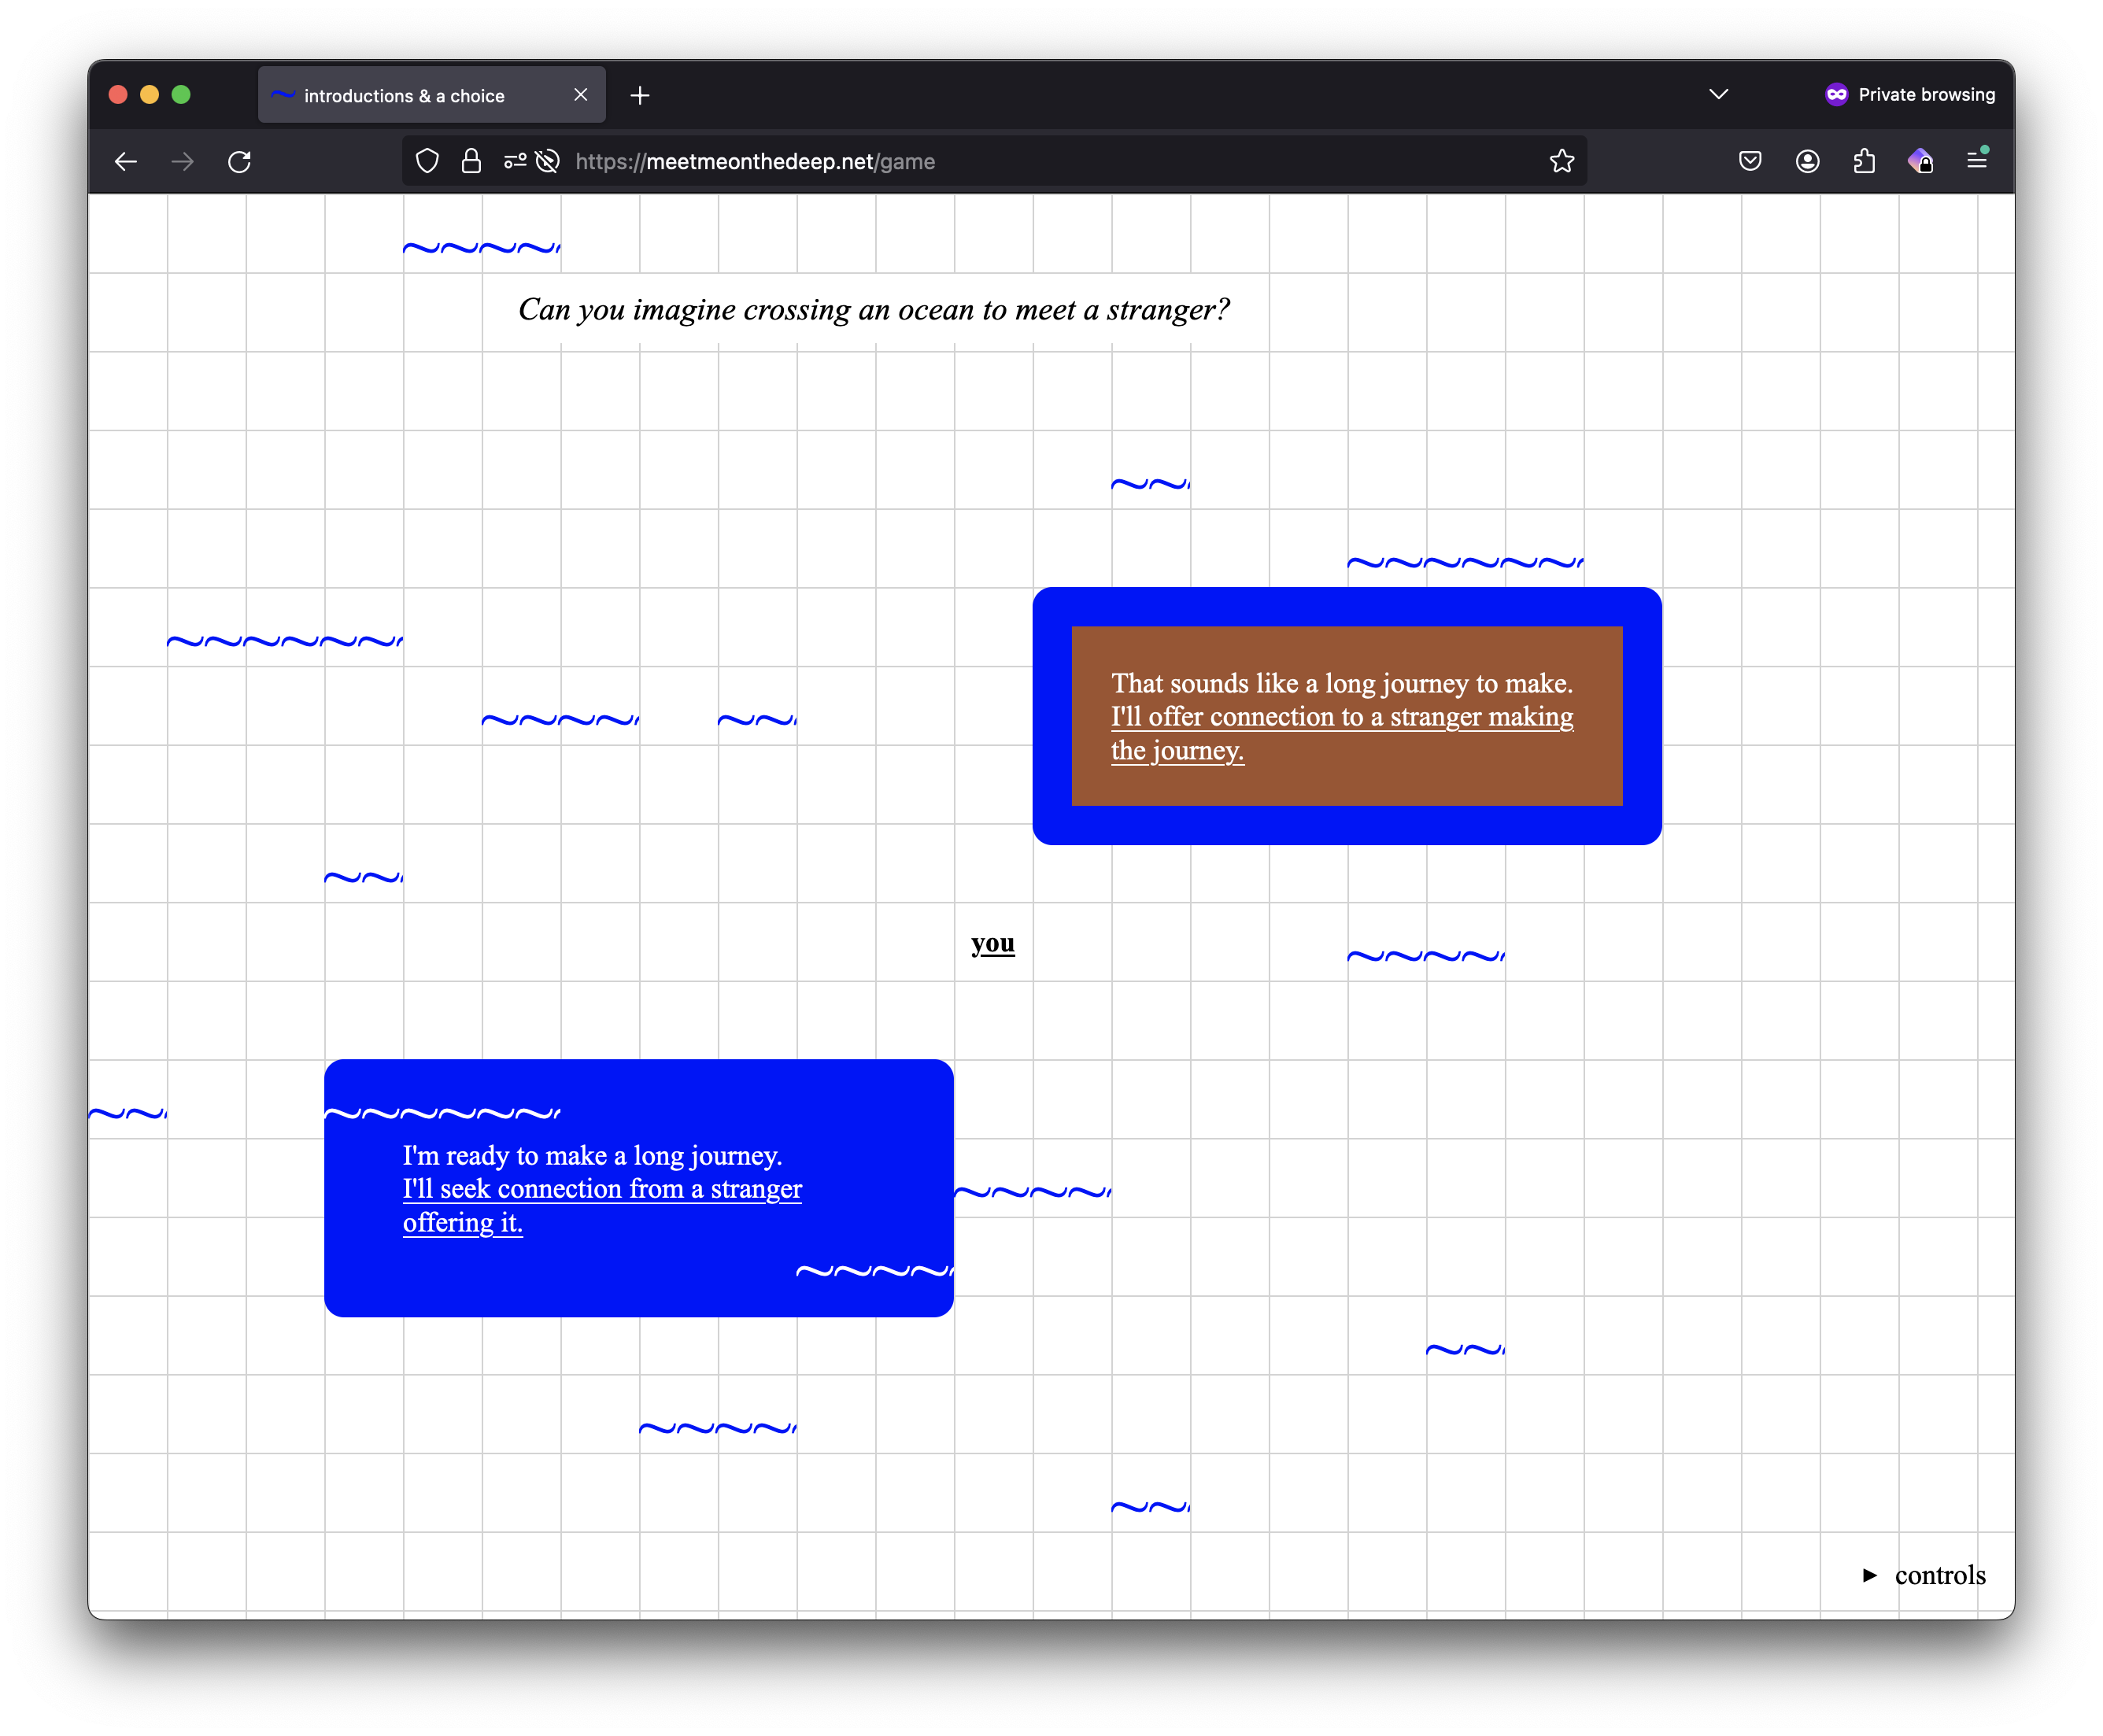 introductions & a choice
Private browsing
https://meetmeonthedeep.net/game
~~~~~
Can you imagine crossing an ocean to meet a stranger?
~~~
~~~~~~~
~~~~~~~
That sounds like a long journey to make.
I'll offer connection to a stranger making
the journey.
~~~~~ ~~~
~~~
you
~~~~~
~~~ ~~~~~~~
I'm ready to make a long journey.
I'll seek connection from a stranger
offering it.
~~~~~
~~~~~
~~~
~~~~~
~~~
► controls